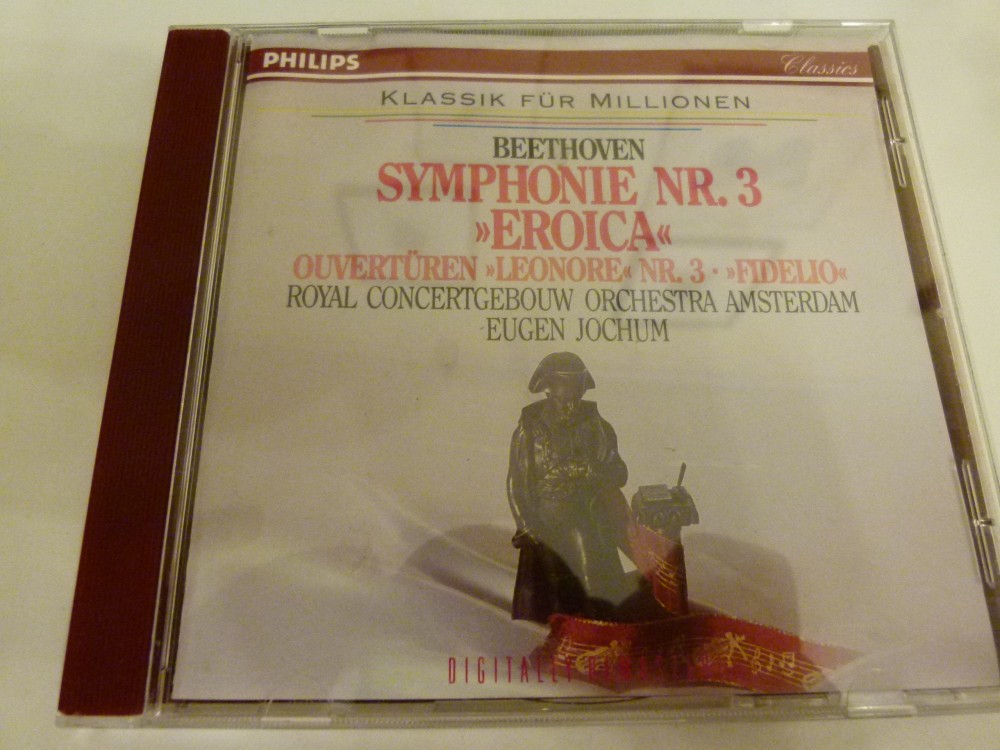 PHILIPS
Classics
KLASSIK FÜR MILLIONEN
BEETHOVEN
SYMPHONIE NR. 3
»EROICA«
OUVERTÜREN »LEONORE« NR. 3 · »FIDELIO«
ROYAL CONCERTGEBOUW ORCHESTRA AMSTERDAM
EUGEN JOCHUM
DIGITALLY